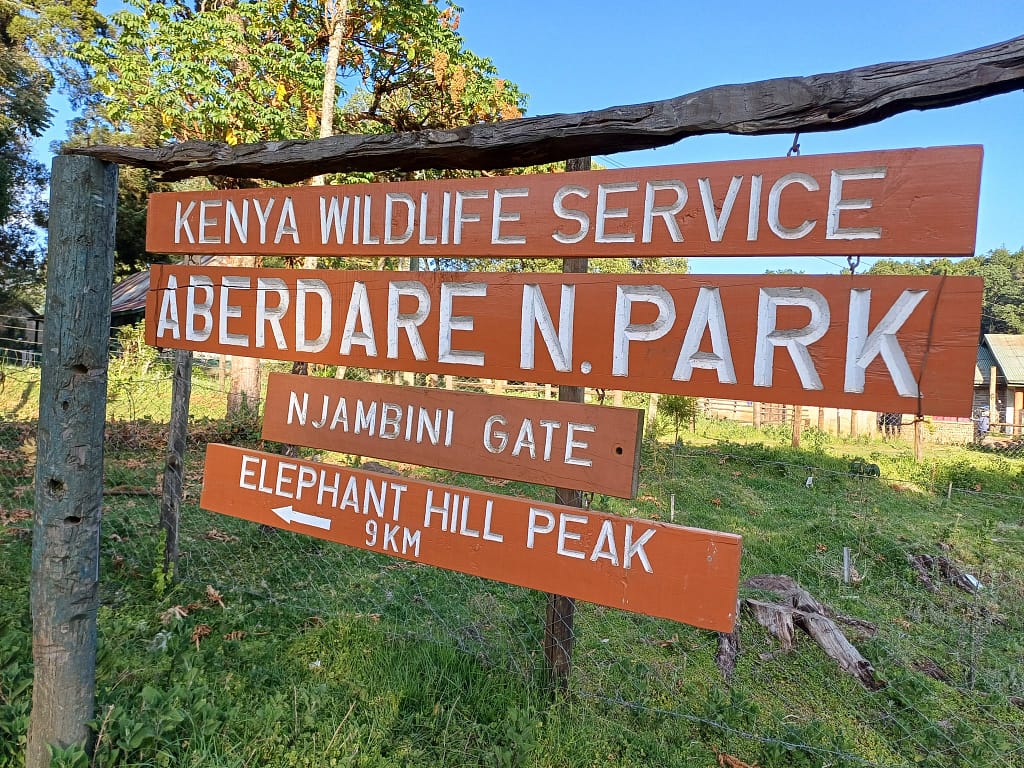 KENYA WILDLIFE SERVICE
ABERDARE N. PARK
NJAMBINI GATE
ELEPHANT HILL PEAK
9KM